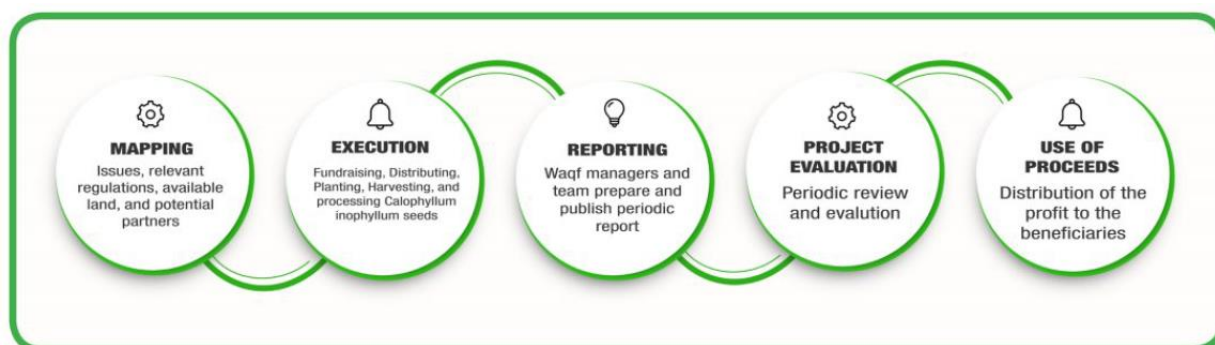 MAPPING
Issues, relevant
regulations, available
land, and potential
partners
EXECUTION
Fundraising, Distributing,
Planting, Harvesting, and
processing Calophyllum
inophyllum seeds
REPORTING
Waqf managers and
team prepare and
publish periodic
report
PROJECT
EVALUATION
Periodic review
and evalution
USE OF
PROCEEDS
Distribution of the
profit to the
beneficiaries